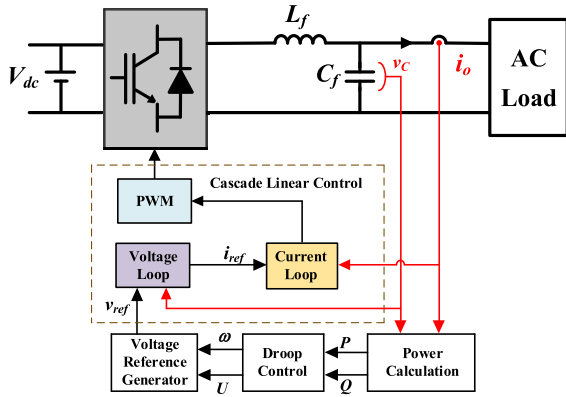 L_f
V_dc
C_f
v_C
i_o
AC
Load
Cascade Linear Control
PWM
Voltage
Loop
i_ref
Current
Loop
v_ref
Voltage
Reference
Generator
ω
U
Droop
Control
P
Q
Power
Calculation